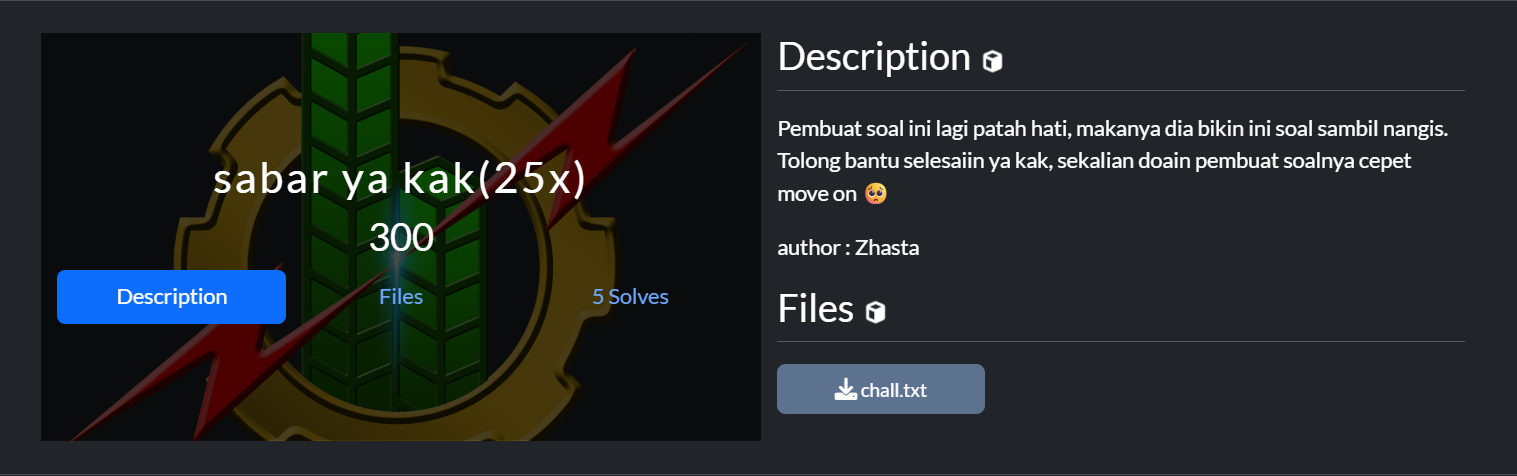 sabar ya kak(25x)
300
Description
Files
5 Solves
Description
Pembuat soal ini lagi patah hati, makanya dia bikin ini soal sambil nangis.
Tolong bantu selesaiin ya kak, sekalian doain pembuat soalnya cepet
move on 🥺
author : Zhasta
Files
chall.txt